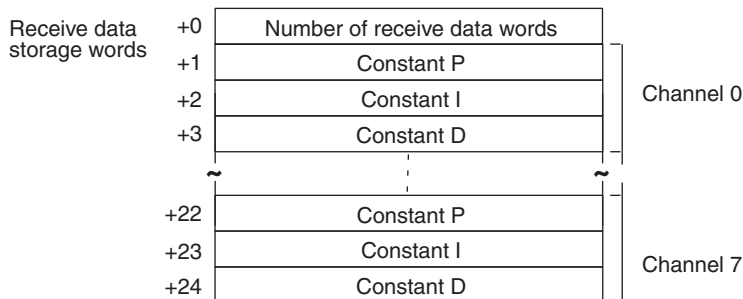 Receive data
storage words
+0 Number of receive data words
+1 Constant P
+2 Constant I
+3 Constant D
Channel 0
~ ~
+22 Constant P
+23 Constant I
+24 Constant D
Channel 7